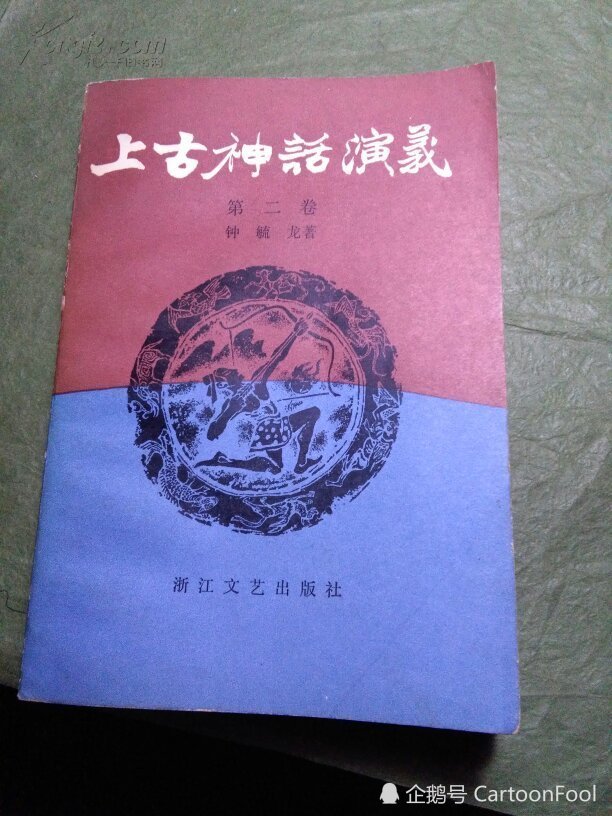 上古神話演義
第二卷
钟毓龙著
浙江文艺出版社
企鹅号 CartoonFool